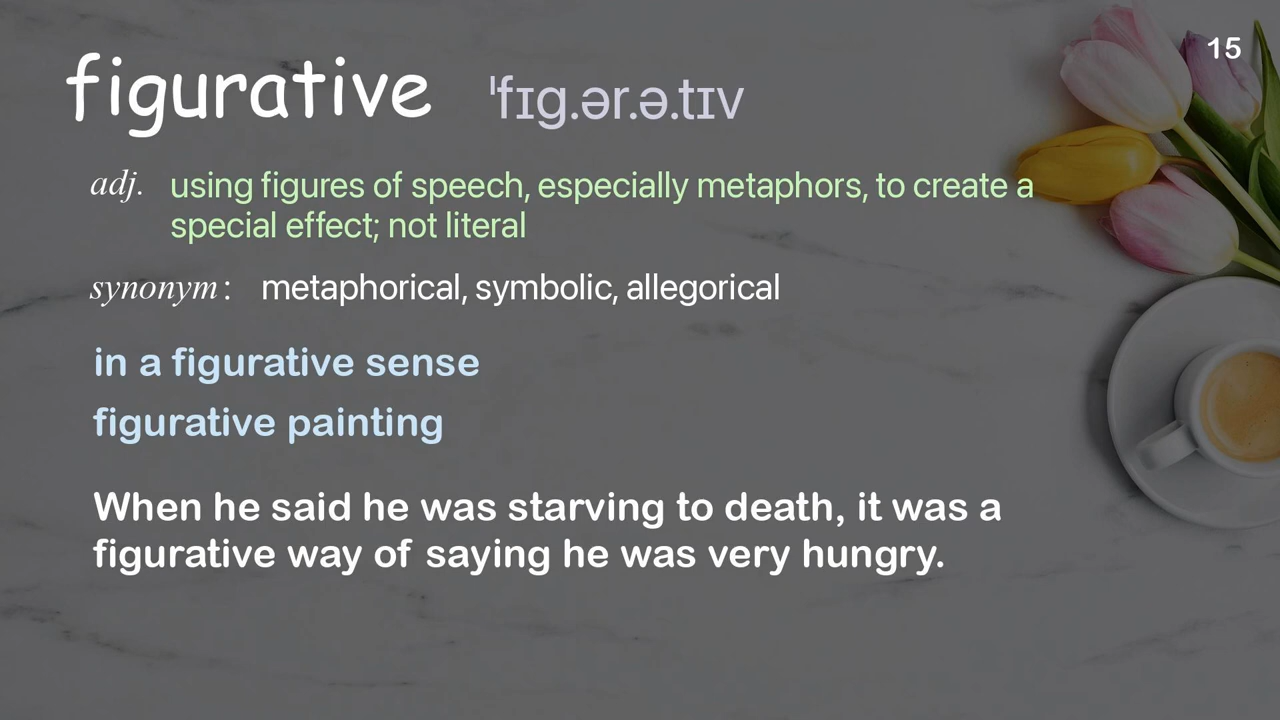 15
figurative ˈfɪɡ.ər.ə.tɪv
adj. using figures of speech, especially metaphors, to create a
special effect; not literal
synonym: metaphorical, symbolic, allegorical
in a figurative sense
figurative painting
When he said he was starving to death, it was a
figurative way of saying he was very hungry.